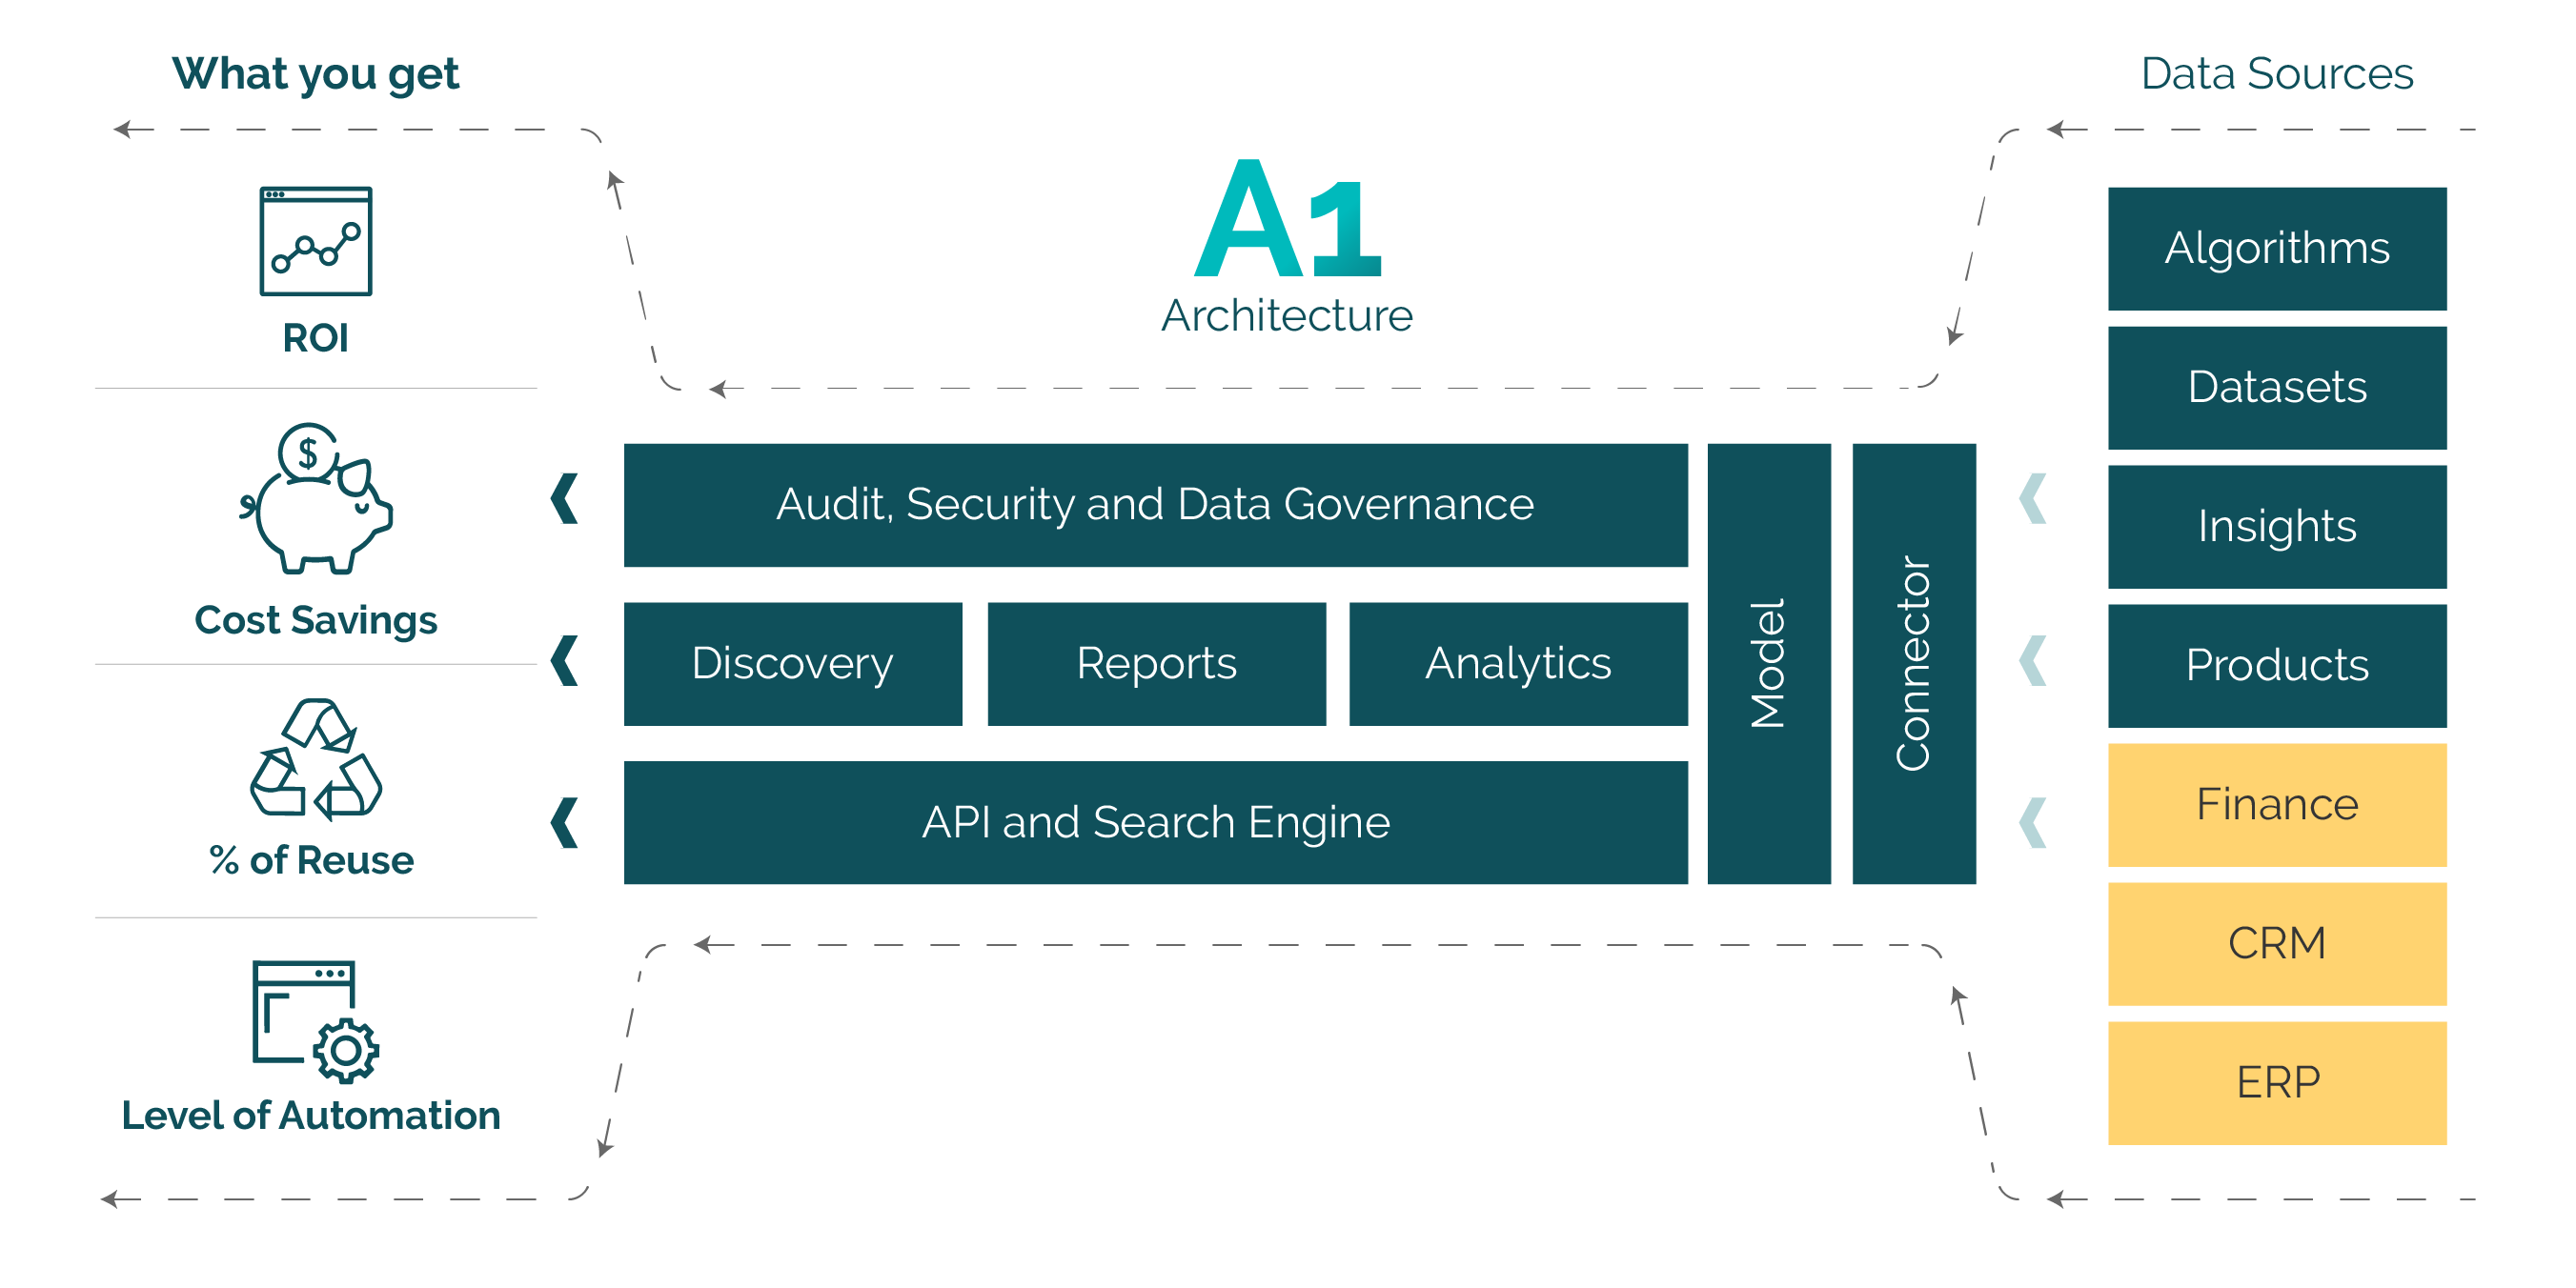 What you get
ROI
$
Cost Savings
% of Reuse
Level of Automation
A1
Architecture
Audit, Security and Data Governance
Discovery
Reports
Analytics
API and Search Engine
Model
Connector
Data Sources
Algorithms
Datasets
Insights
Products
Finance
CRM
ERP